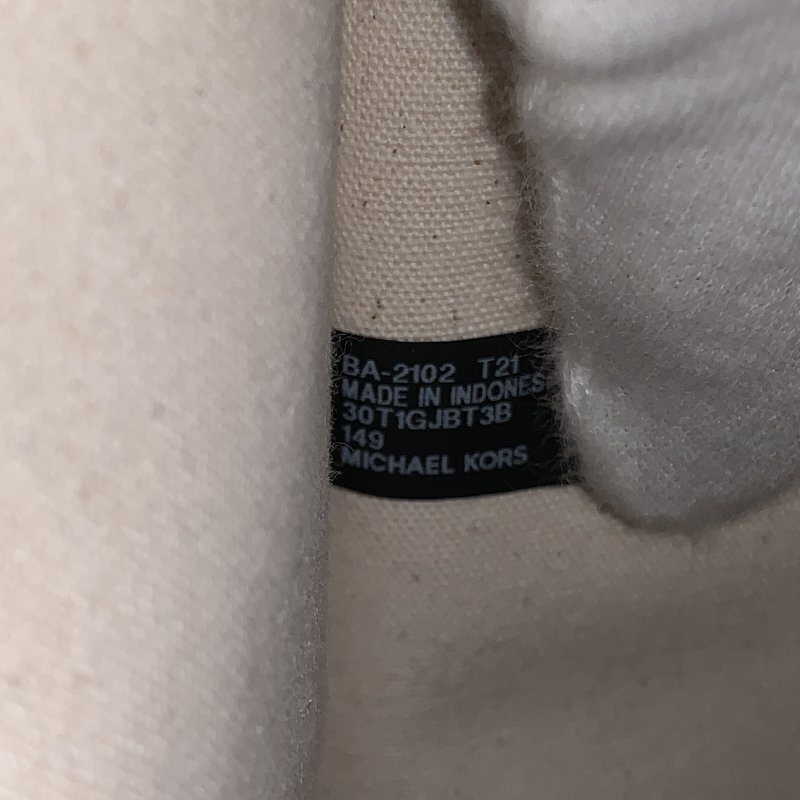 BA-2102 T21
MADE IN INDONES
30T1GJBT3B
149
MICHAEL KORS